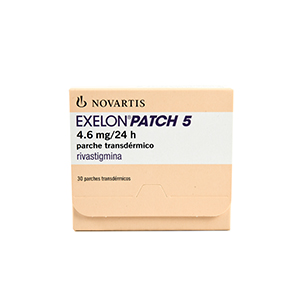 NOVARTIS
EXELON® PATCH 5
4.6 mg/24 h
parche transdérmico
rivastigmina
30 parches transdérmicos